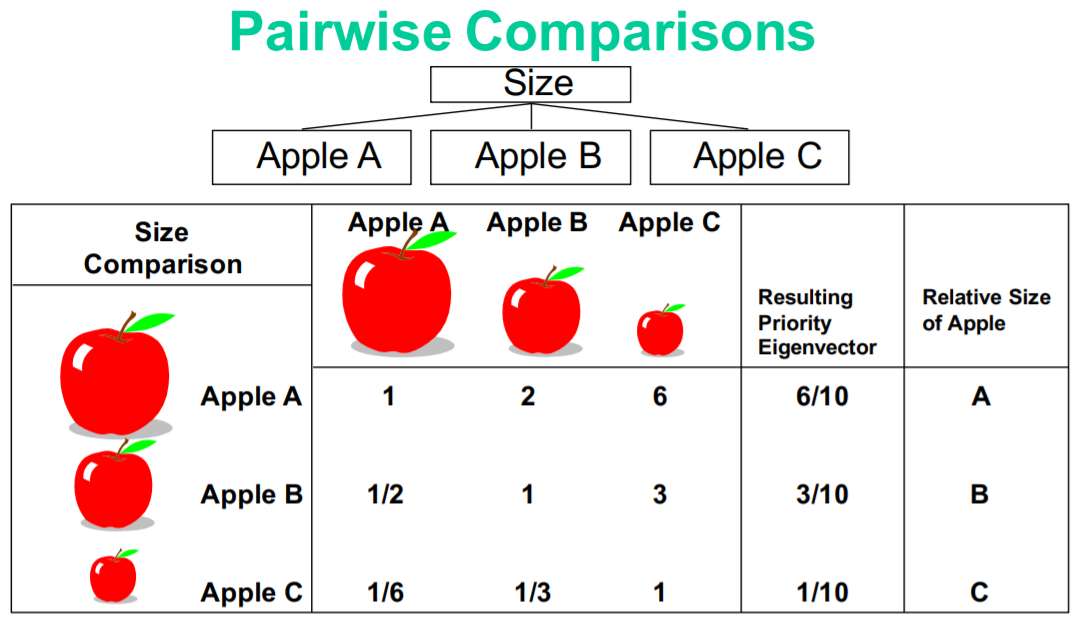 Pairwise Comparisons
Size
Apple A Apple B Apple C
Size
Comparison
Apple A Apple B Apple C
Resulting
Priority
Eigenvector
Relative Size
of Apple
Apple A 1 2 6 6/10 A
Apple B 1/2 1 3 3/10 B
Apple C 1/6 1/3 1 1/10 C